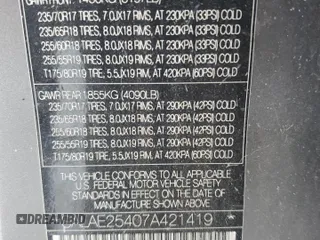 235/70R17 TIRES, 7.0JX17 RIMS, AT 230KPA (33PSI) COLD
235/65R18 TIRES, 8.0JX18 RIMS, AT 230KPA (33PSI) COLD
255/60R18 TIRES, 8.0JX18 RIMS, AT 230KPA (33PSI) COLD
255/55R19 TIRES, 8.0JX19 RIMS, AT 230KPA (33PSI) COLD
T175/80R19 TIRE, 5.5JX19 RIM, AT 420KPA (60PSI) COLD
GAWR REAR 1855KG (4090LB)
235/70R17 TIRES, 7.0JX17 RIMS, AT 290KPA (42PSI) COLD
235/65R18 TIRES, 8.0JX18 RIMS, AT 290KPA (42PSI) COLD
255/60R18 TIRES, 8.0JX18 RIMS, AT 290KPA (42PSI) COLD
255/55R19 TIRES, 8.0JX19 RIMS, AT 290KPA (42PSI) COLD
T175/80R19 TIRE, 5.5JX19 RIM, AT 420KPA (60PSI) COLD
THIS VEHICLE CONFORMS TO ALL
APPLICABLE U.S. FEDERAL MOTOR
VEHICLE SAFETY STANDARDS IN
EFFECT ON THE DATE OF
MANUFACTURE SHOWN ABOVE
AE25407A421419
© DREAMBID.COM